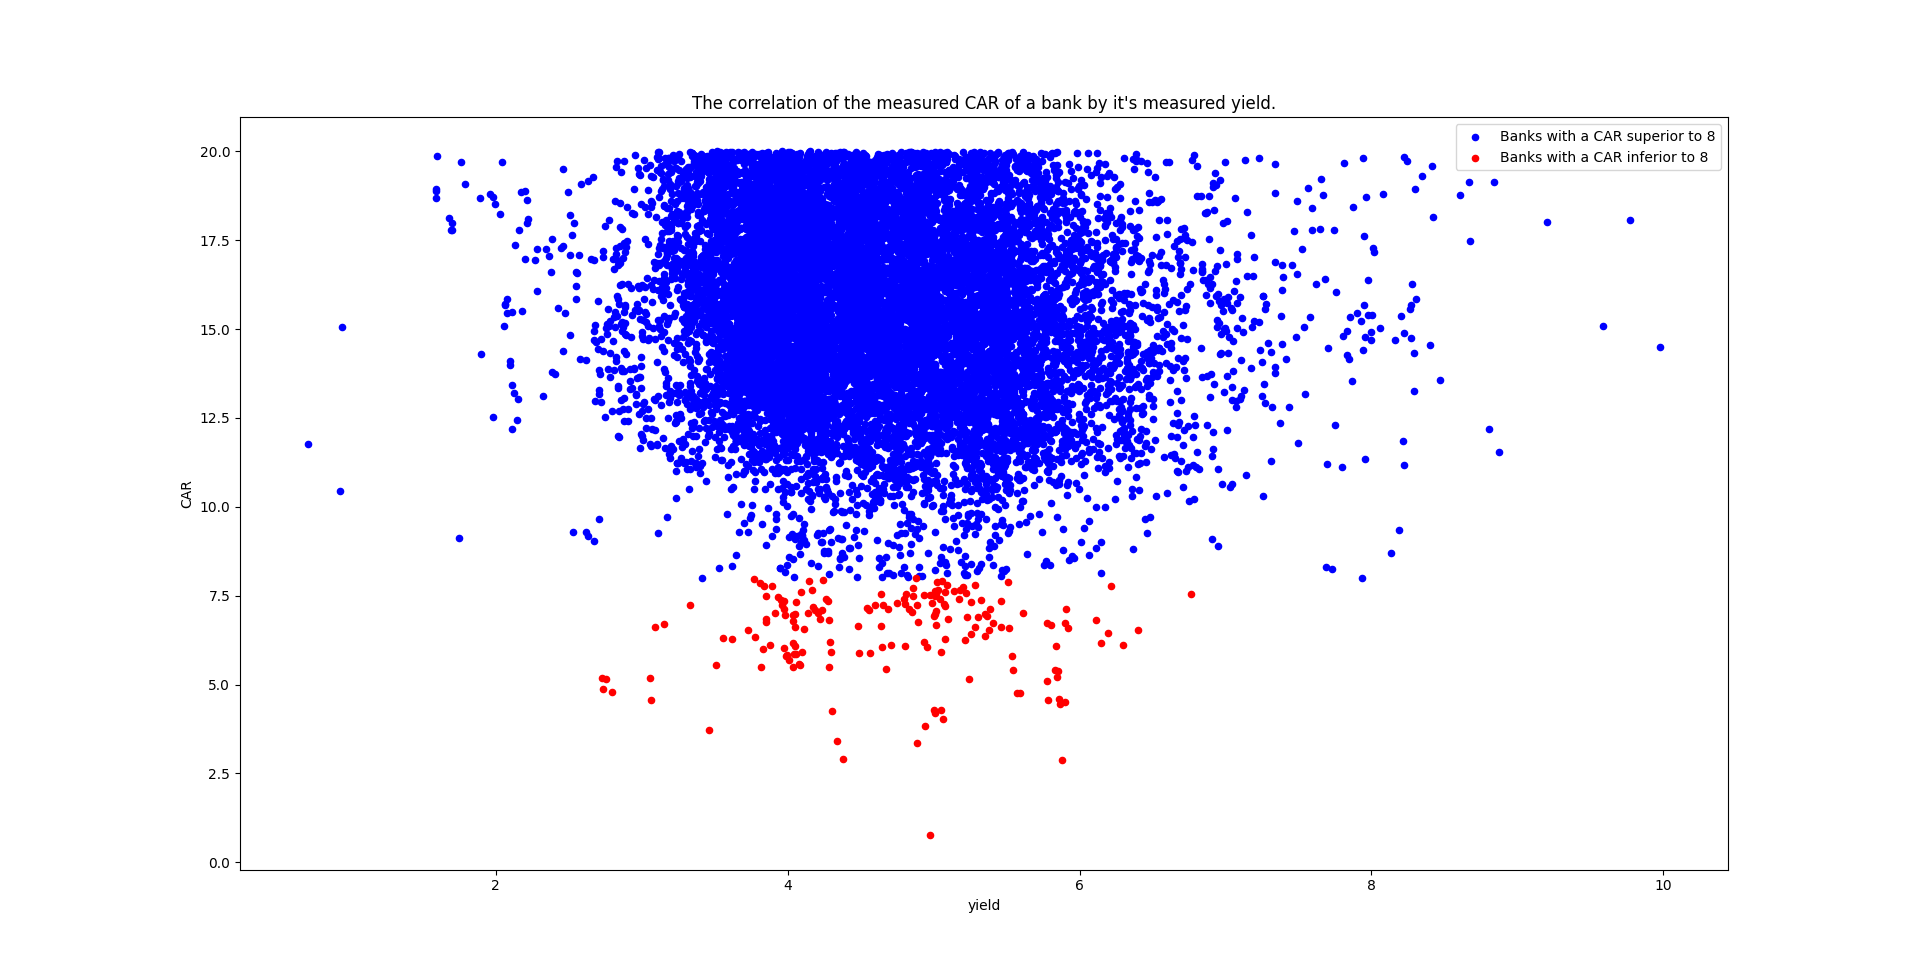 The correlation of the measured CAR of a bank by it's measured yield.
Banks with a CAR superior to 8
Banks with a CAR inferior to 8
20.0
17.5
15.0
12.5
10.0
7.5
5.0
2.5
0.0
CAR
2
4
6
8
10
yield